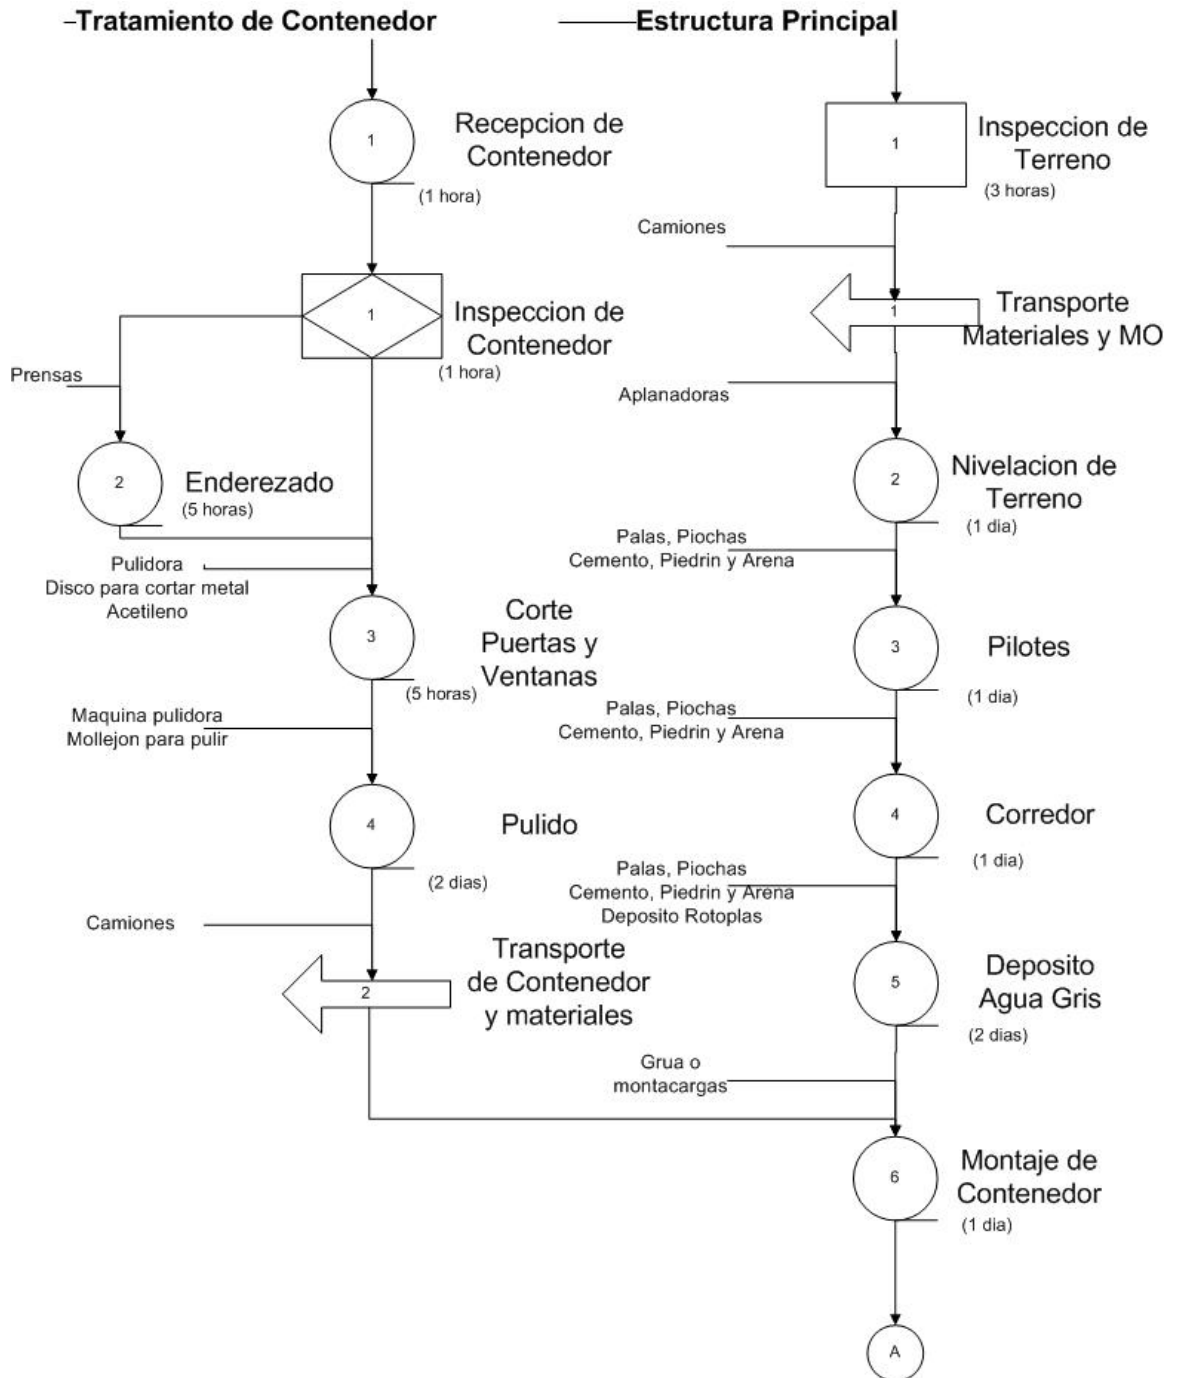 Tratamiento de Contenedor
1
Recepcion de
Contenedor
(1 hora)
1
Inspeccion de
Contenedor
(1 hora)
Prensas
2
Enderezado
(5 horas)
Pulidora
Disco para cortar metal
Acetileno
3
Corte
Puertas y
Ventanas
(5 horas)
Maquina pulidora
Mollejon para pulir
4
Pulido
(2 dias)
Camiones
2
Transporte
de Contenedor
y materiales
Estructura Principal
1
Inspeccion de
Terreno
(3 horas)
Camiones
1
Transporte
Materiales y MO
Aplanadoras
2
Nivelacion de
Terreno
(1 dia)
Palas, Piochas
Cemento, Piedrin y Arena
3
Pilotes
(1 dia)
Palas, Piochas
Cemento, Piedrin y Arena
4
Corredor
(1 dia)
Palas, Piochas
Cemento, Piedrin y Arena
Deposito Rotoplas
5
Deposito
Agua Gris
(2 dias)
Grua o
montacargas
6
Montaje de
Contenedor
(1 dia)
A